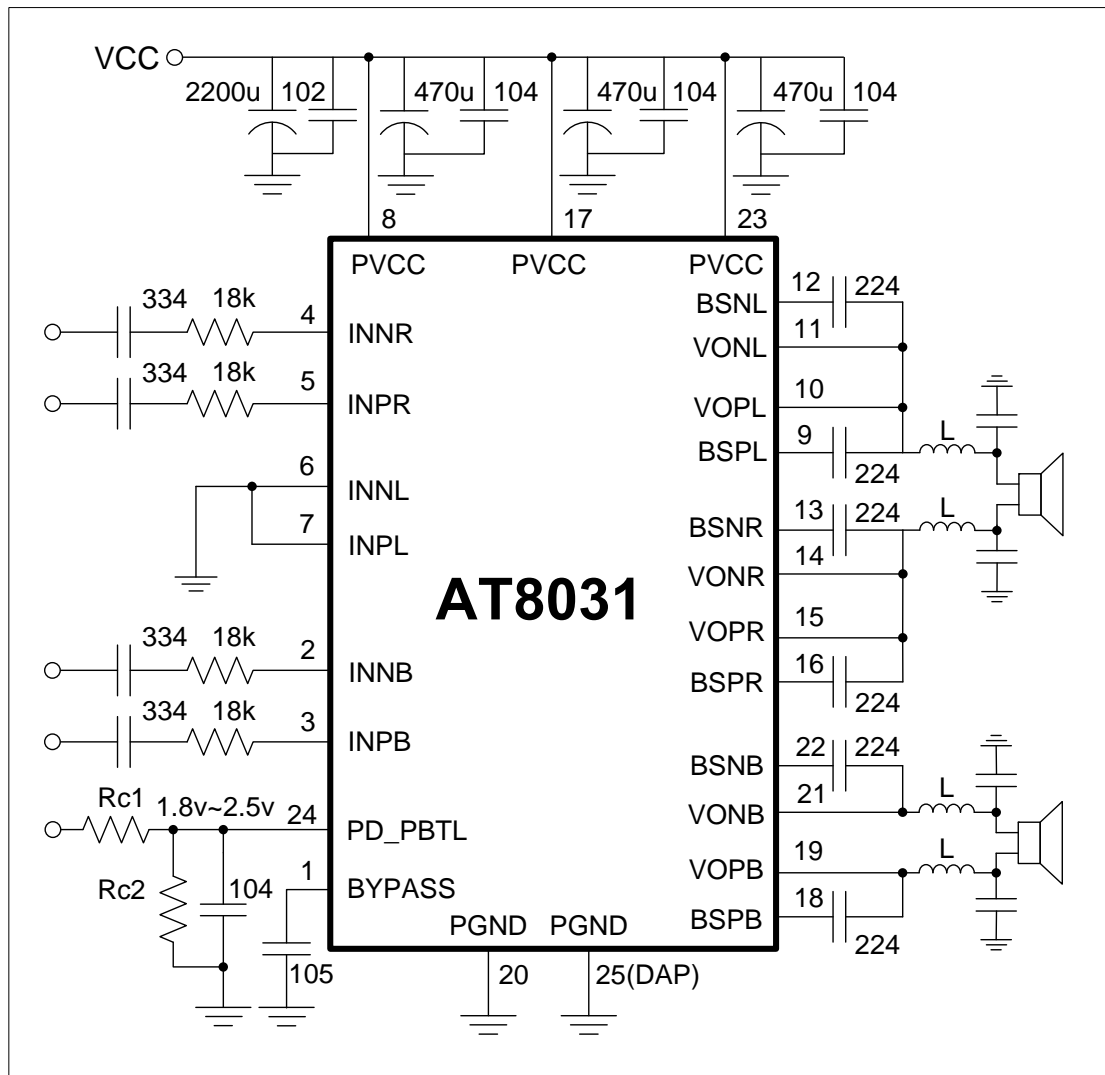 VCC
2200u 102 470u 104 470u 104 470u 104
8 17 23
PVCC PVCC PVCC
334 18k 4 INNR
334 18k 5 INPR
6 INNL
7 INPL
334 18k 2 INNB
334 18k 3 INPB
Rc1 1.8v~2.5v 24 PD_PBTL
Rc2 104
1 BYPASS
105
AT8031
BSNL 12 224
VONL 11
VOPL 10
BSPL 9 224 L
BSNR 13 224 L
VONR 14
VOPR 15
BSPR 16 224
BSNB 22 224
VONB 21 L
VOPB 19 L
BSPB 18 224
PGND PGND
20 25(DAP)